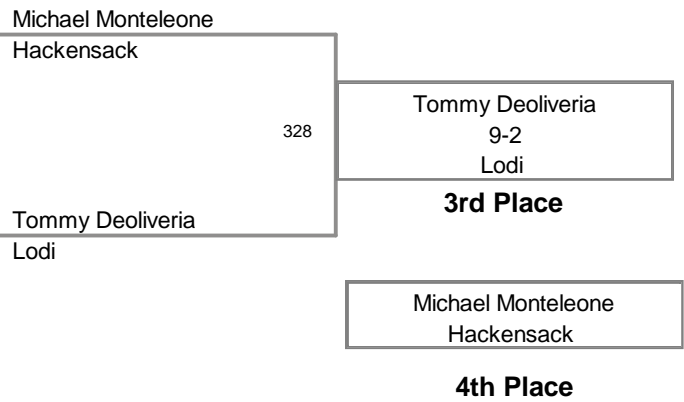 Michael Monteleone
Hackensack
Tommy Deoliveria
9-2
Lodi
328
3rd Place
Tommy Deoliveria
Lodi
Michael Monteleone
Hackensack
4th Place